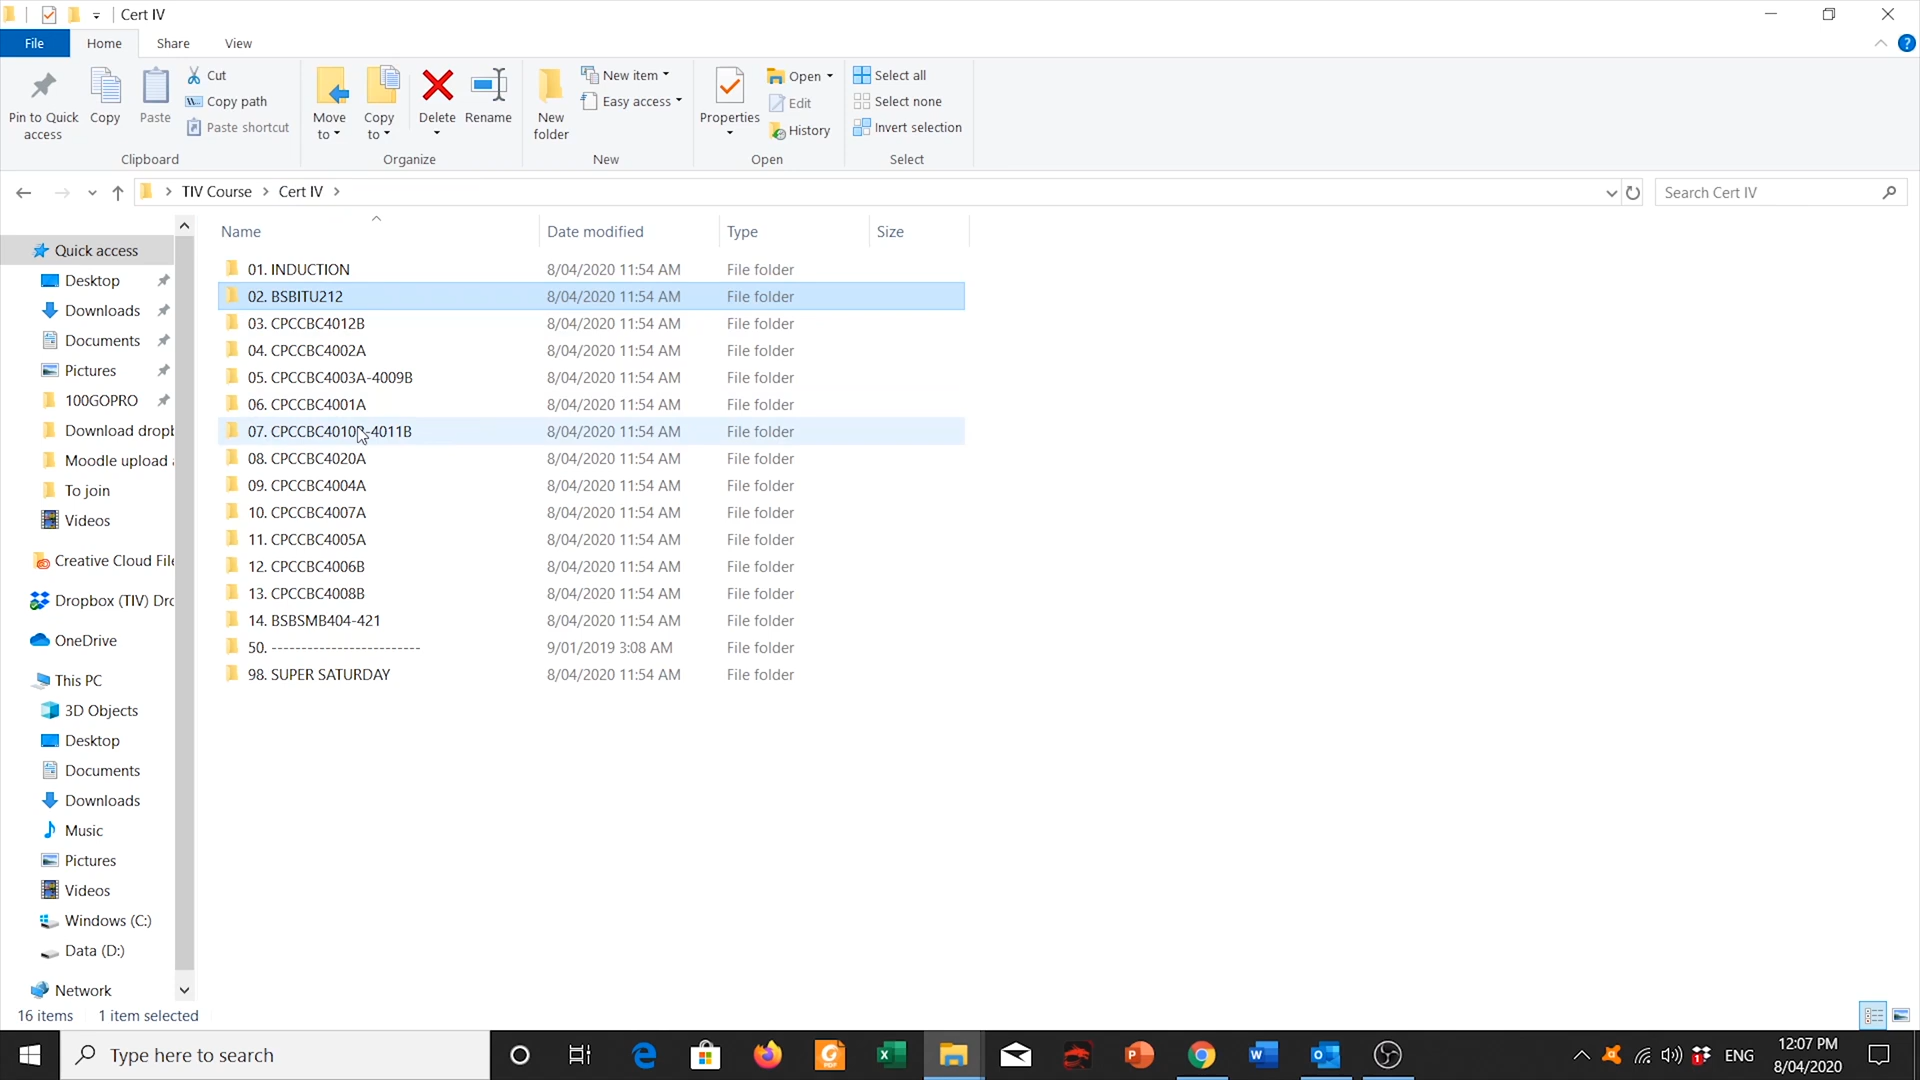 Cert IV
File Home Share View
Pin to Quick access
Copy
Paste
Cut
Copy path
Paste shortcut
Clipboard
Move to
Copy to
Delete
Rename
Organize
New folder
New item
Easy access
New
Properties
Open
Edit
History
Open
Select all
Select none
Invert selection
Select
TIV Course > Cert IV >
Search Cert IV
Name Date modified Type Size
01. INDUCTION 8/04/2020 11:54 AM File folder
02. BSBITU212 8/04/2020 11:54 AM File folder
03. CPCCBC4012B 8/04/2020 11:54 AM File folder
04. CPCCBC4002A 8/04/2020 11:54 AM File folder
05. CPCCBC4003A-4009B 8/04/2020 11:54 AM File folder
06. CPCCBC4001A 8/04/2020 11:54 AM File folder
07. CPCCBC4010B-4011B 8/04/2020 11:54 AM File folder
08. CPCCBC4020A 8/04/2020 11:54 AM File folder
09. CPCCBC4004A 8/04/2020 11:54 AM File folder
10. CPCCBC4007A 8/04/2020 11:54 AM File folder
11. CPCCBC4005A 8/04/2020 11:54 AM File folder
12. CPCCBC4006B 8/04/2020 11:54 AM File folder
13. CPCCBC4008B 8/04/2020 11:54 AM File folder
14. BSBSMB404-421 8/04/2020 11:54 AM File folder
50. ------------------------- 9/01/2019 3:08 AM File folder
98. SUPER SATURDAY 8/04/2020 11:54 AM File folder
Quick access
Desktop
Downloads
Documents
Pictures
100GOPRO
Download dropb
Moodle upload a
To join
Videos
Creative Cloud File
Dropbox (TIV) Dro
OneDrive
This PC
3D Objects
Desktop
Documents
Downloads
Music
Pictures
Videos
Windows (C:)
Data (D:)
Network
16 items 1 item selected
Type here to search
ENG
12:07 PM
8/04/2020